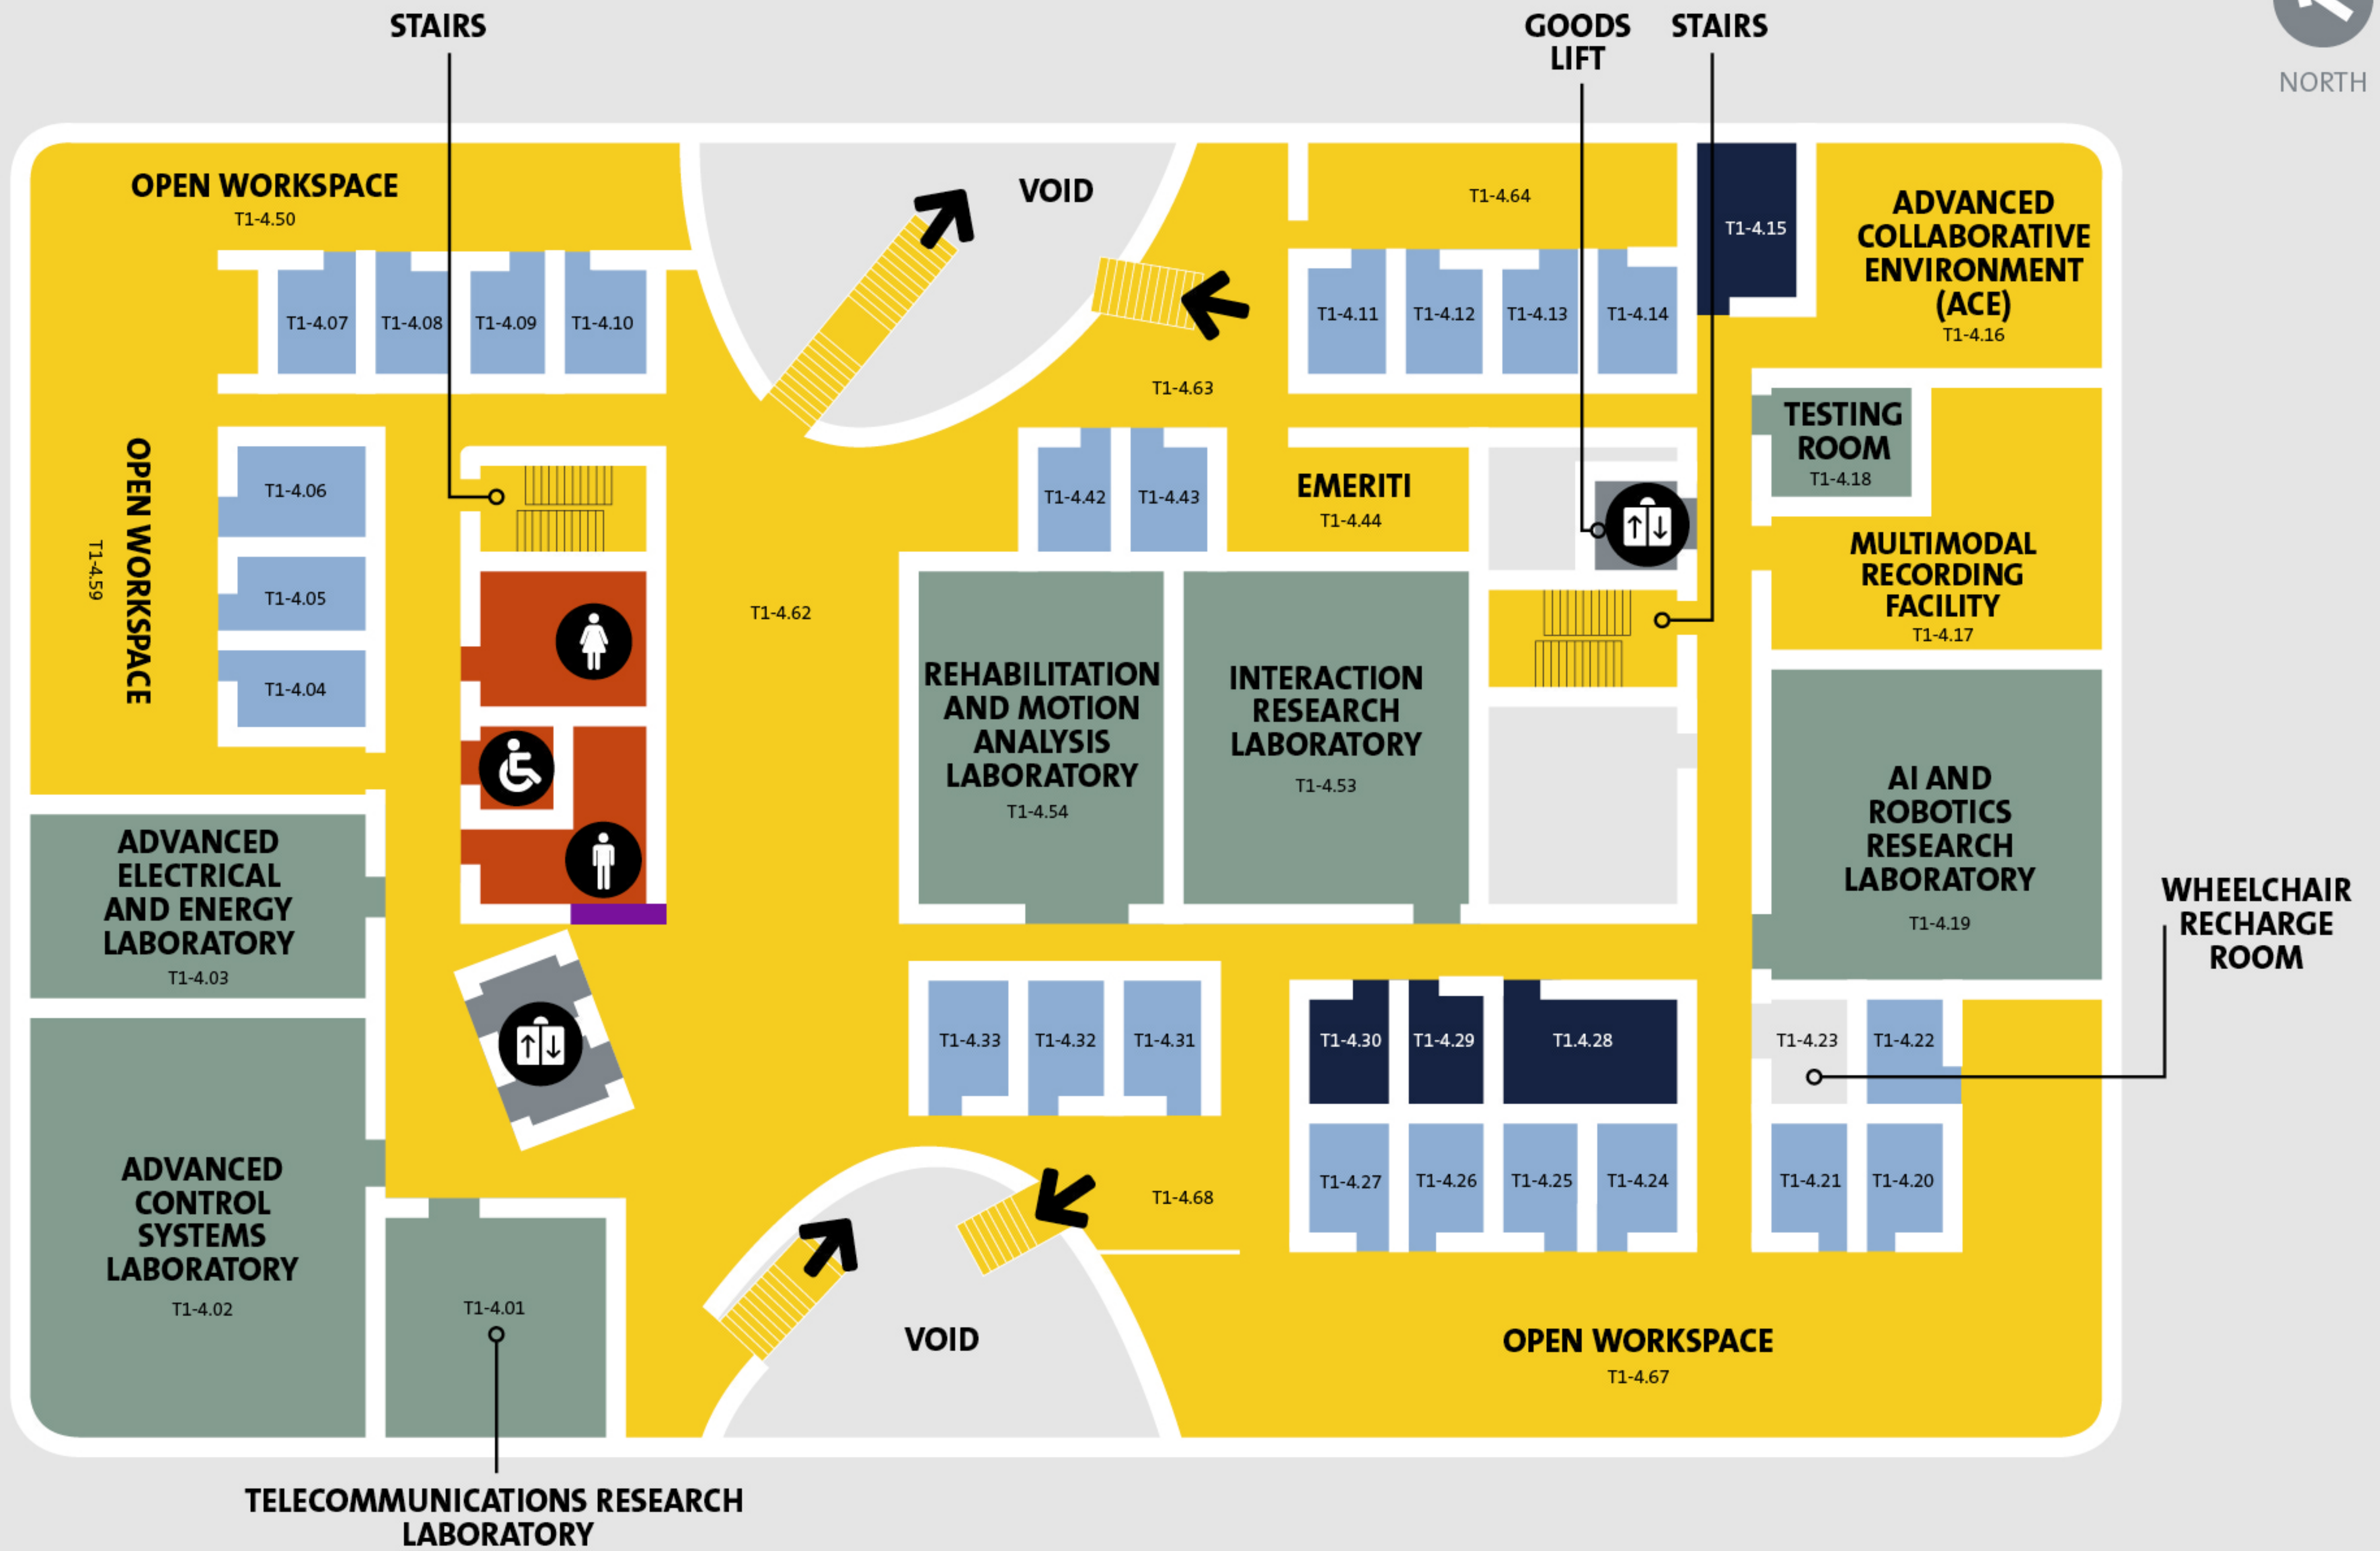 STAIRS
GOODS
LIFT
STAIRS
NORTH
OPEN WORKSPACE
T1-4.50
VOID
T1-4.64
T1-4.15
ADVANCED
COLLABORATIVE
ENVIRONMENT
(ACE)
T1-4.16
T1-4.07
T1-4.08
T1-4.09
T1-4.10
T1-4.11
T1-4.12
T1-4.13
T1-4.14
T1-4.63
OPEN WORKSPACE
T1-4.59
T1-4.06
T1-4.05
T1-4.04
T1-4.62
T1-4.42
T1-4.43
EMERITI
T1-4.44
TESTING
ROOM
T1-4.18
MULTIMODAL
RECORDING
FACILITY
T1-4.17
REHABILITATION
AND MOTION
ANALYSIS
LABORATORY
T1-4.54
INTERACTION
RESEARCH
LABORATORY
T1-4.53
AI AND
ROBOTICS
RESEARCH
LABORATORY
T1-4.19
ADVANCED
ELECTRICAL
AND ENERGY
LABORATORY
T1-4.03
WHEELCHAIR
RECHARGE
ROOM
T1-4.33
T1-4.32
T1-4.31
T1-4.30
T1-4.29
T1.4.28
T1-4.23
T1-4.22
ADVANCED
CONTROL
SYSTEMS
LABORATORY
T1-4.02
T1-4.68
T1-4.27
T1-4.26
T1-4.25
T1-4.24
T1-4.21
T1-4.20
T1-4.01
VOID
OPEN WORKSPACE
T1-4.67
TELECOMMUNICATIONS RESEARCH
LABORATORY